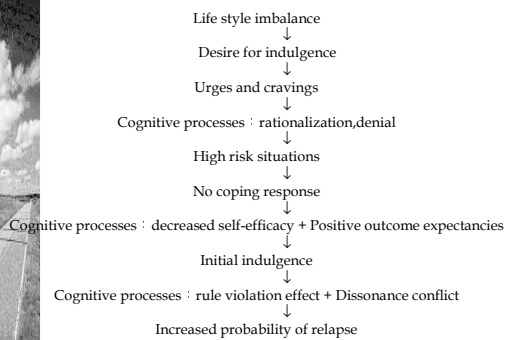 Life style imbalance
↓
Desire for indulgence
↓
Urges and cravings
↓
Cognitive processes：rationalization,denial
↓
High risk situations
↓
No coping response
↓
Cognitive processes：decreased self-efficacy + Positive outcome expectancies
↓
Initial indulgence
↓
Cognitive processes：rule violation effect + Dissonance conflict
↓
Increased probability of relapse